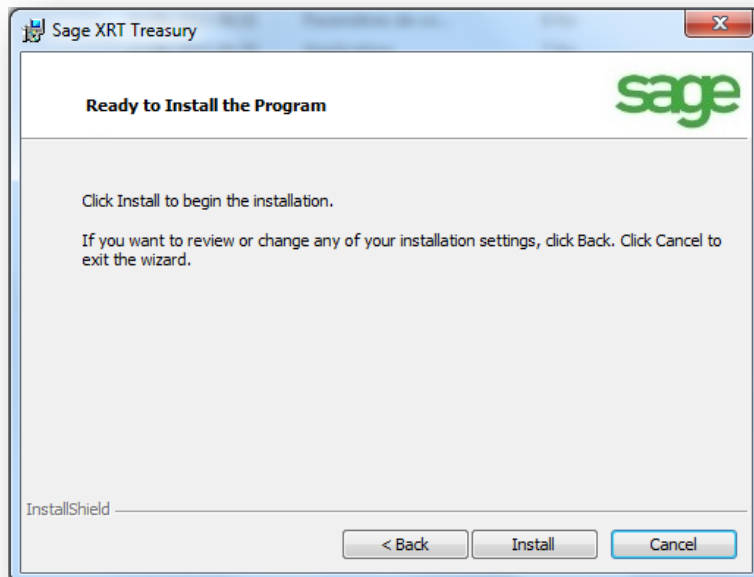 Sage XRT Treasury
Ready to Install the Program
sage
Click Install to begin the installation.
If you want to review or change any of your installation settings, click Back. Click Cancel to
exit the wizard.
InstallShield
< Back
Install
Cancel